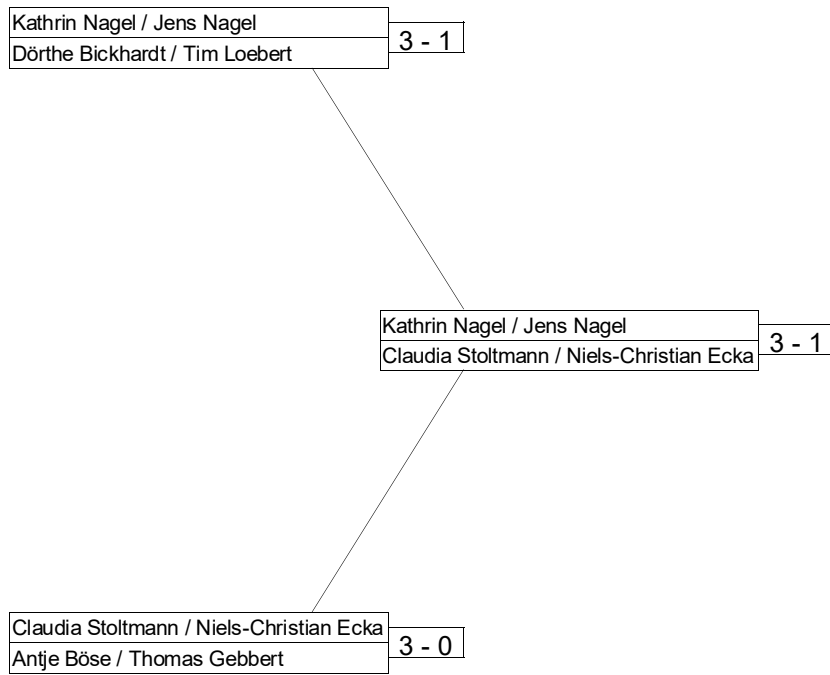 Kathrin Nagel / Jens Nagel
Dörthe Bickhardt / Tim Loebert
3 - 1
Kathrin Nagel / Jens Nagel
Claudia Stoltmann / Niels-Christian Ecka
3 - 1
Claudia Stoltmann / Niels-Christian Ecka
Antje Böse / Thomas Gebbert
3 - 0